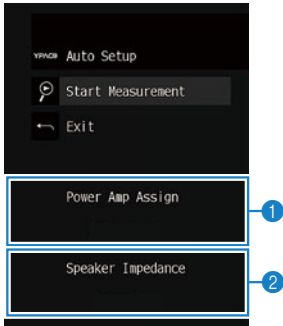 YPAO Auto Setup
Start Measurement
Exit
Power Amp Assign
1
Speaker Impedance
2